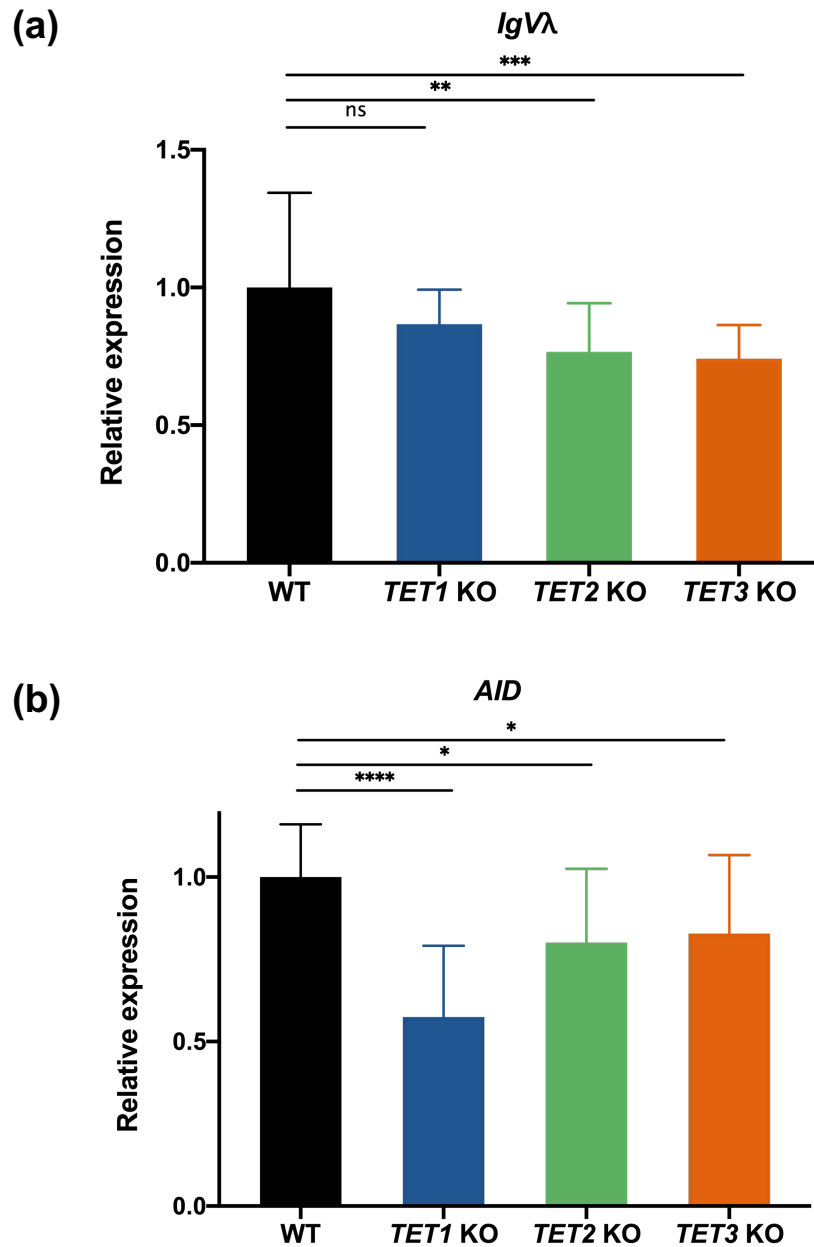 (a)
IgVλ
***
**
ns
1.5
1.0
0.5
0.0
Relative expression
WT TET1 KO TET2 KO TET3 KO
(b)
AID
*
*
****
1.0
0.5
0.0
Relative expression
WT TET1 KO TET2 KO TET3 KO